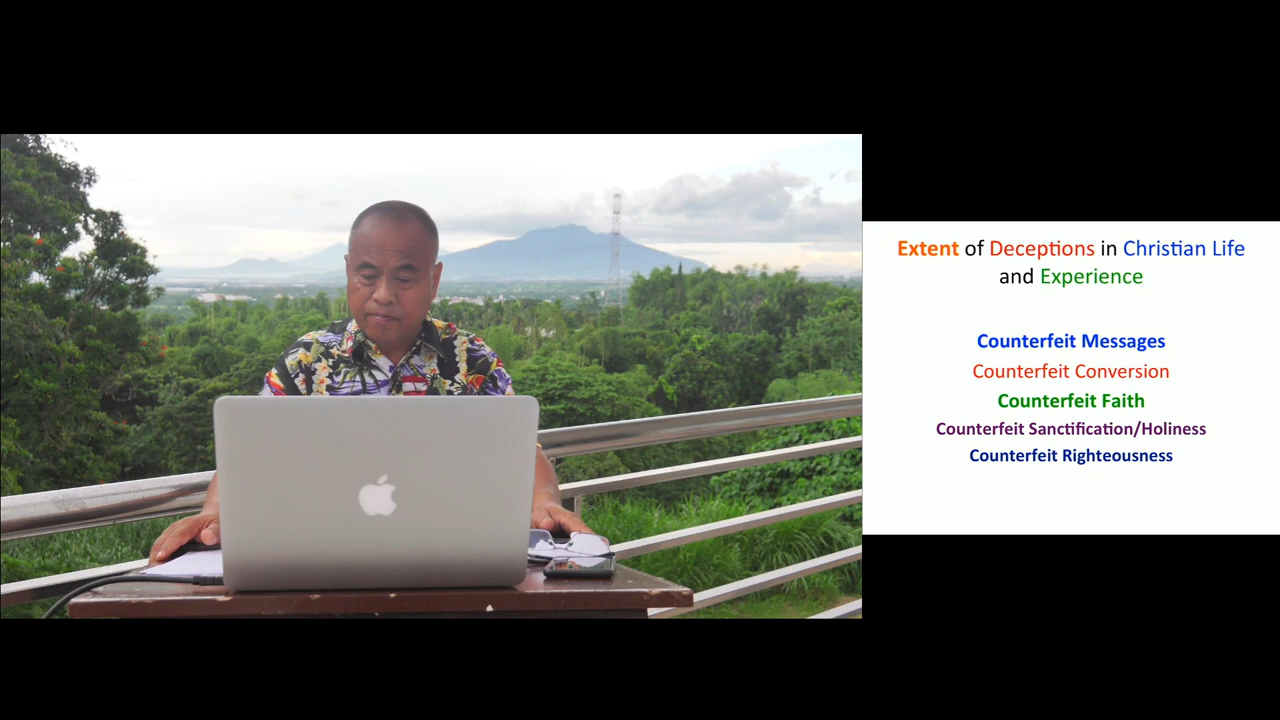 Extent of Deceptions in Christian Life
and Experience
Counterfeit Messages
Counterfeit Conversion
Counterfeit Faith
Counterfeit Sanctification/Holiness
Counterfeit Righteousness